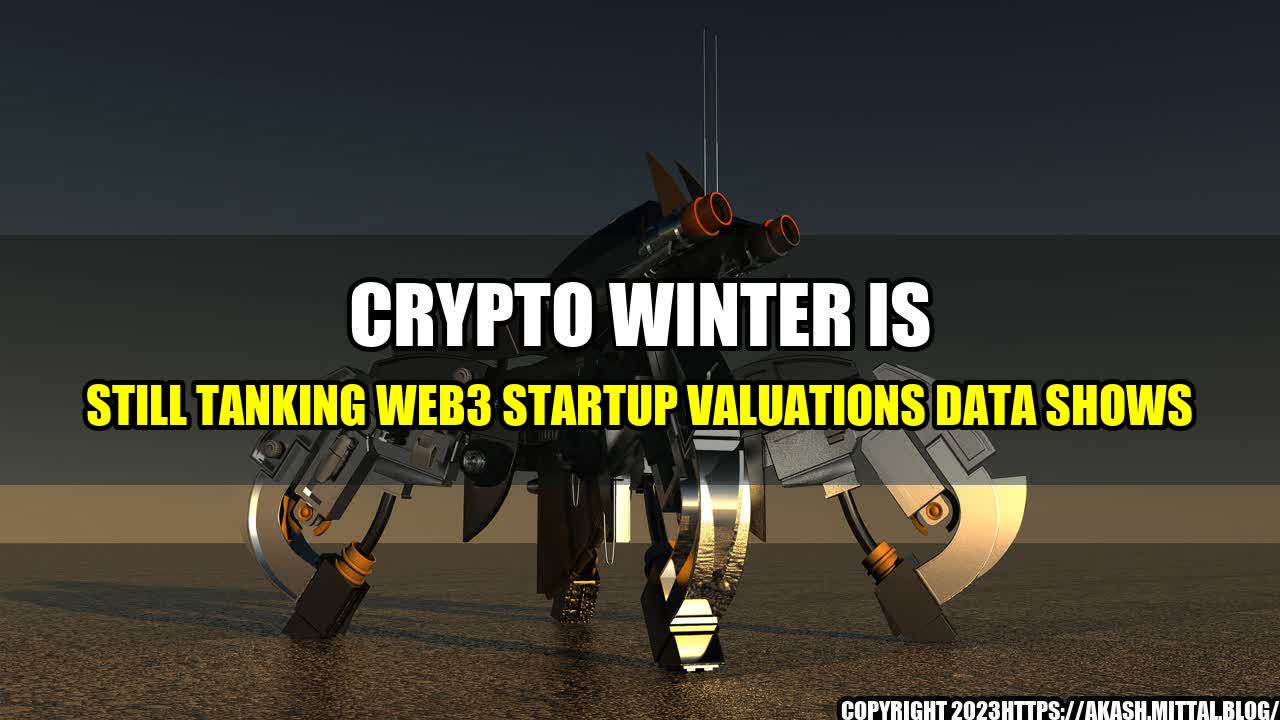 CRYPTO WINTER IS
STILL TANKING WEB3 STARTUP VALUATIONS DATA SHOWS
COPYRIGHT 2023HTTPS://AKASH.MITTAL.BLOG/